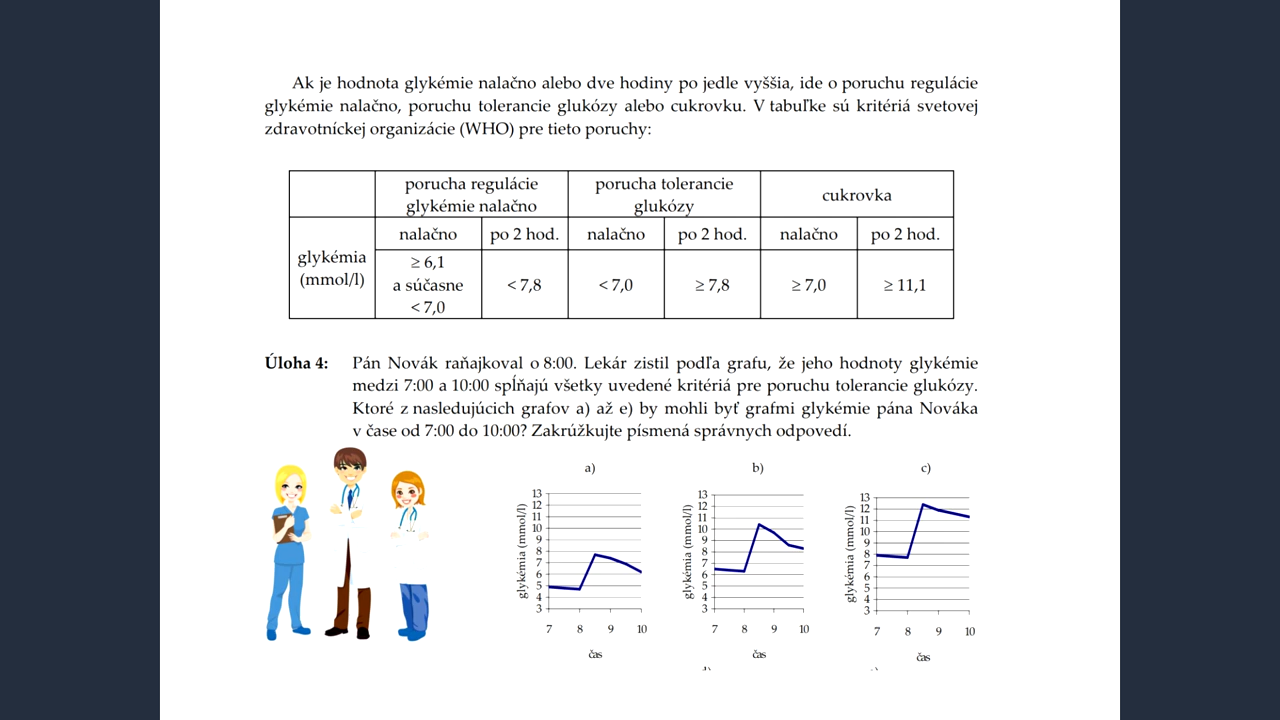 Ak je hodnota glykémie nalačno alebo dve hodiny po jedle vyššia, ide o poruchu regulácie
glykémie nalačno, poruchu tolerancie glukózy alebo cukrovku. V tabuľke sú kritériá svetovej
zdravotníckej organizácie (WHO) pre tieto poruchy:
porucha regulácie
glykémie nalačno
porucha tolerancie
glukózy
cukrovka
glykémia
(mmol/l)
nalačno
po 2 hod.
nalačno
po 2 hod.
nalačno
po 2 hod.
≥ 6,1
a súčasne
< 7,0
< 7,8
< 7,0
≥ 7,8
≥ 7,0
≥ 11,1
Úloha 4: Pán Novák raňajkoval o 8:00. Lekár zistil podľa grafu, že jeho hodnoty glykémie
medzi 7:00 a 10:00 spĺňajú všetky uvedené kritériá pre poruchu tolerancie glukózy.
Ktoré z nasledujúcich grafov a) až e) by mohli byť grafmi glykémie pána Nováka
v čase od 7:00 do 10:00? Zakrúžkujte písmená správnych odpovedí.
a)
glykémia (mmol/l)
13
12
11
10
9
8
7
6
5
4
3
7 8 9 10
čas
b)
glykémia (mmol/l)
13
12
11
10
9
8
7
6
5
4
3
7 8 9 10
čas
c)
glykémia (mmol/l)
13
12
11
10
9
8
7
6
5
4
3
7 8 9 10
čas